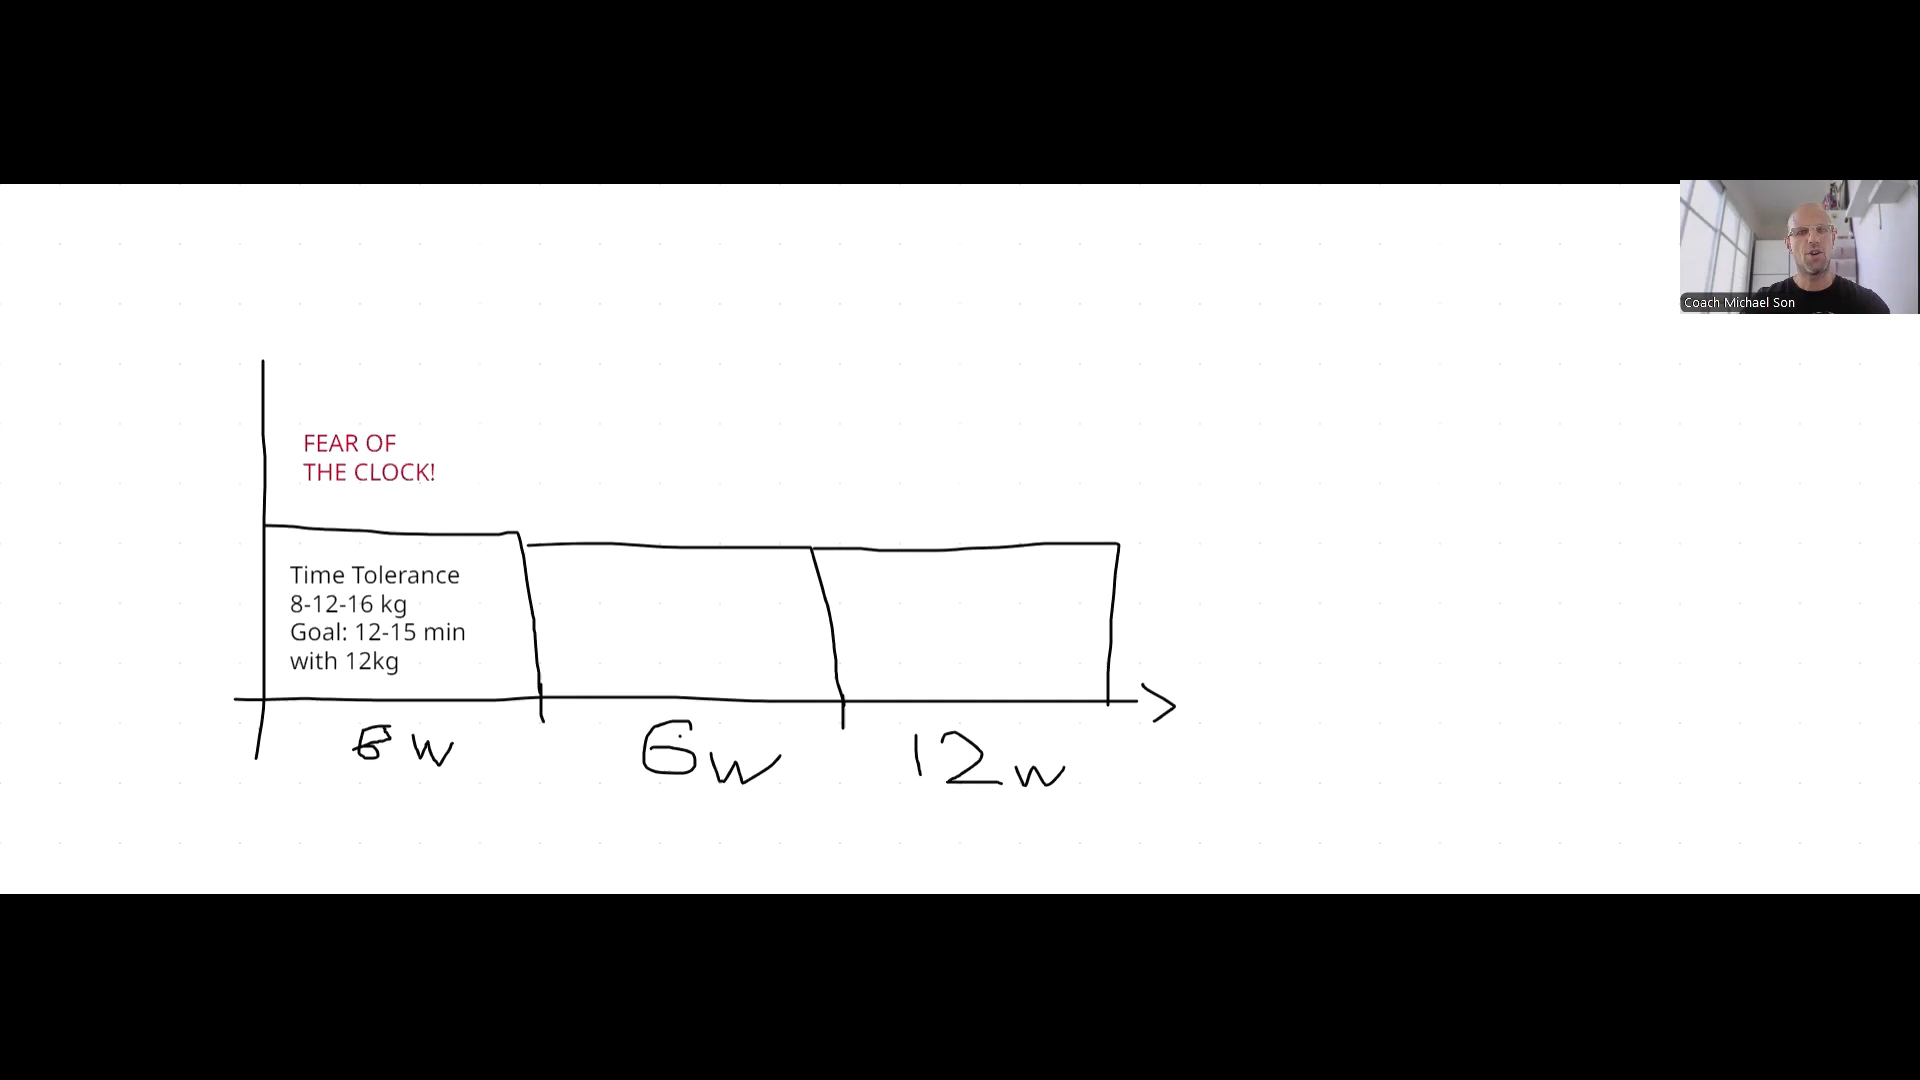 FEAR OF
THE CLOCK!
Time Tolerance
8-12-16 kg
Goal: 12-15 min
with 12kg
w
6w
12w
Coach Michael Son